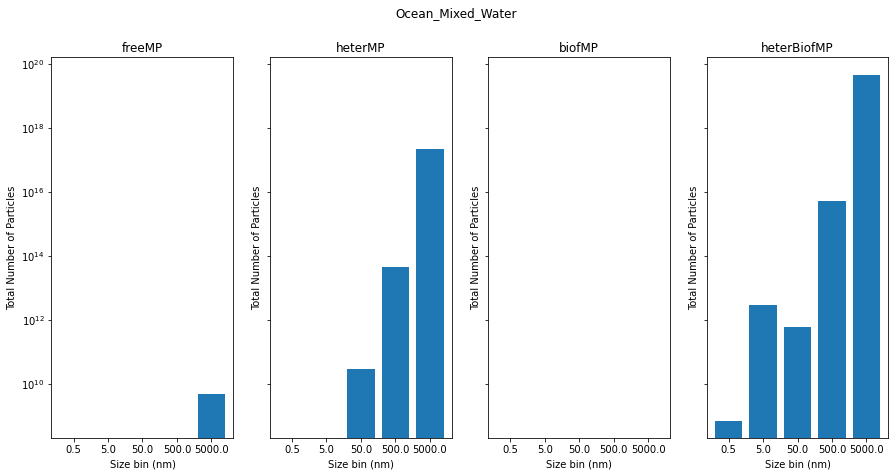 Ocean_Mixed_Water
freeMP
heterMP
biofMP
heterBiofMP
Total Number of Particles
10^20
10^18
10^16
10^14
10^12
10^10
0.5 5.0 50.0 500.0 5000.0
Size bin (nm)
Total Number of Particles
0.5 5.0 50.0 500.0 5000.0
Size bin (nm)
Total Number of Particles
0.5 5.0 50.0 500.0 5000.0
Size bin (nm)
Total Number of Particles
0.5 5.0 50.0 500.0 5000.0
Size bin (nm)